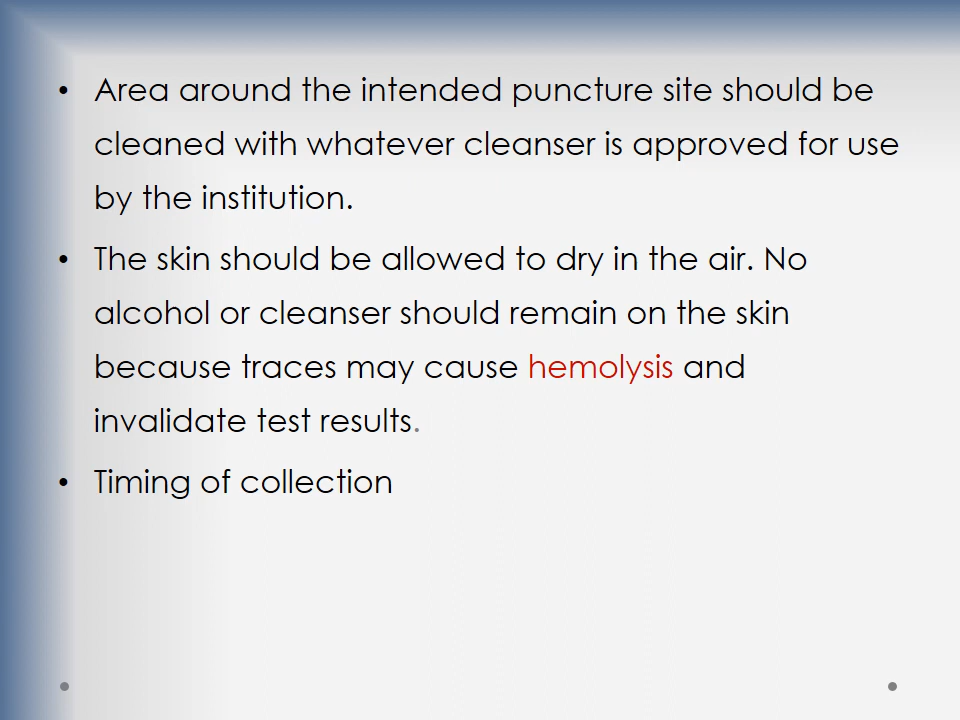 • Area around the intended puncture site should be
cleaned with whatever cleanser is approved for use
by the institution.
• The skin should be allowed to dry in the air. No
alcohol or cleanser should remain on the skin
because traces may cause hemolysis and
invalidate test results.
• Timing of collection